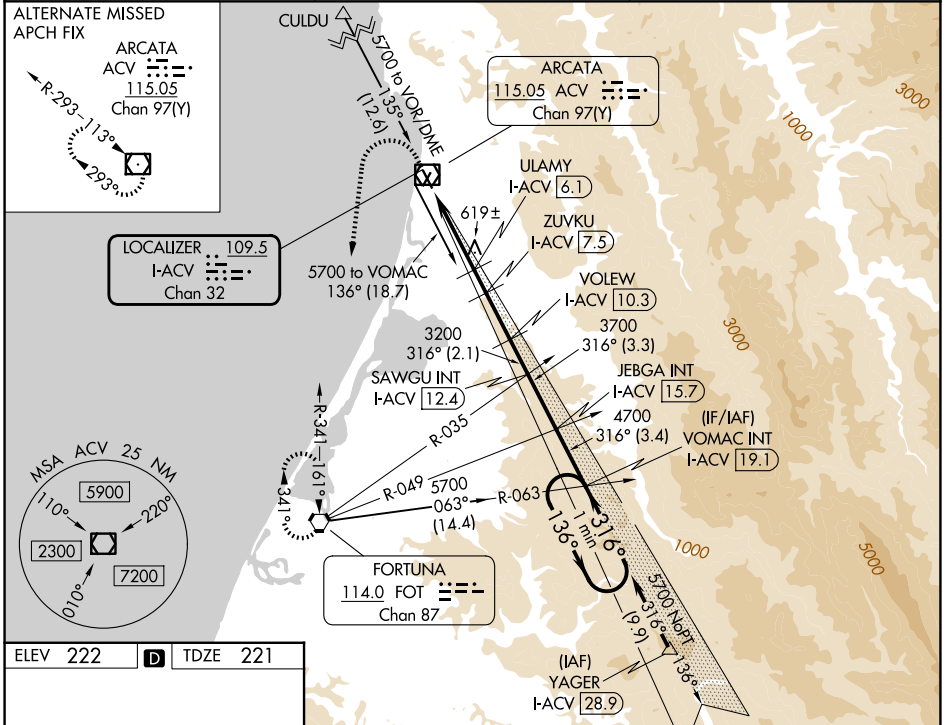 ALTERNATE MISSED
APCH FIX
ARCATA
ACV
115.05
Chan 97(Y)
R-293
113°
293°
CULDU
5700 to VOR/DME
135°
(12.6)
ARCATA
115.05 ACV
Chan 97(Y)
ULAMY
I-ACV 6.1
619±
ZUVKU
I-ACV 7.5
LOCALIZER 109.5
I-ACV
Chan 32
5700 to VOMAC
136° (18.7)
VOLEW
I-ACV 10.3
3200
316° (2.1)
3700
316° (3.3)
SAWGU INT
I-ACV 12.4
JEBGA INT
I-ACV 15.7
4700
316° (3.4)
(IF/IAF)
VOMAC INT
I-ACV 19.1
R-035
R-049
R-341
161°
341°
5700
063°
(14.4)
R-063
136°
1 min
316°
FORTUNA
114.0 FOT
Chan 87
MSA ACV 25 NM
110°
5900
220°
2300
7200
010°
5700 NoPT
316°
(9.9)
136°
(IAF)
YAGER
I-ACV 28.9
3000
1000
3000
1000
5000
ELEV 222 D TDZE 221